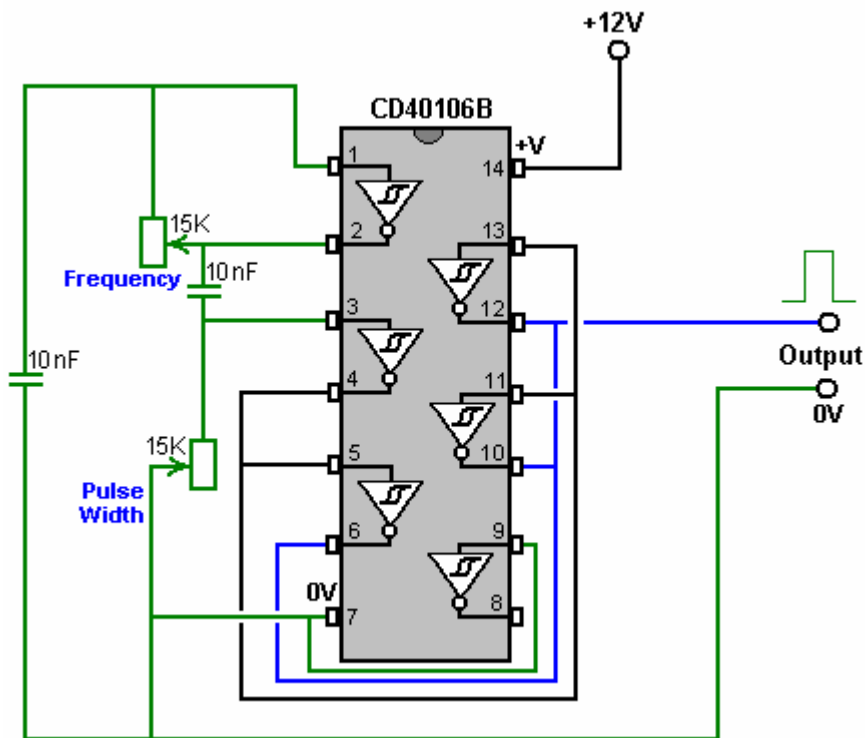 +12V
CD40106B
+V
1
14
15K
2
13
Frequency
10nF
3
12
Output
10nF
4
11
0V
15K
5
10
Pulse
Width
6
9
0V
7
8